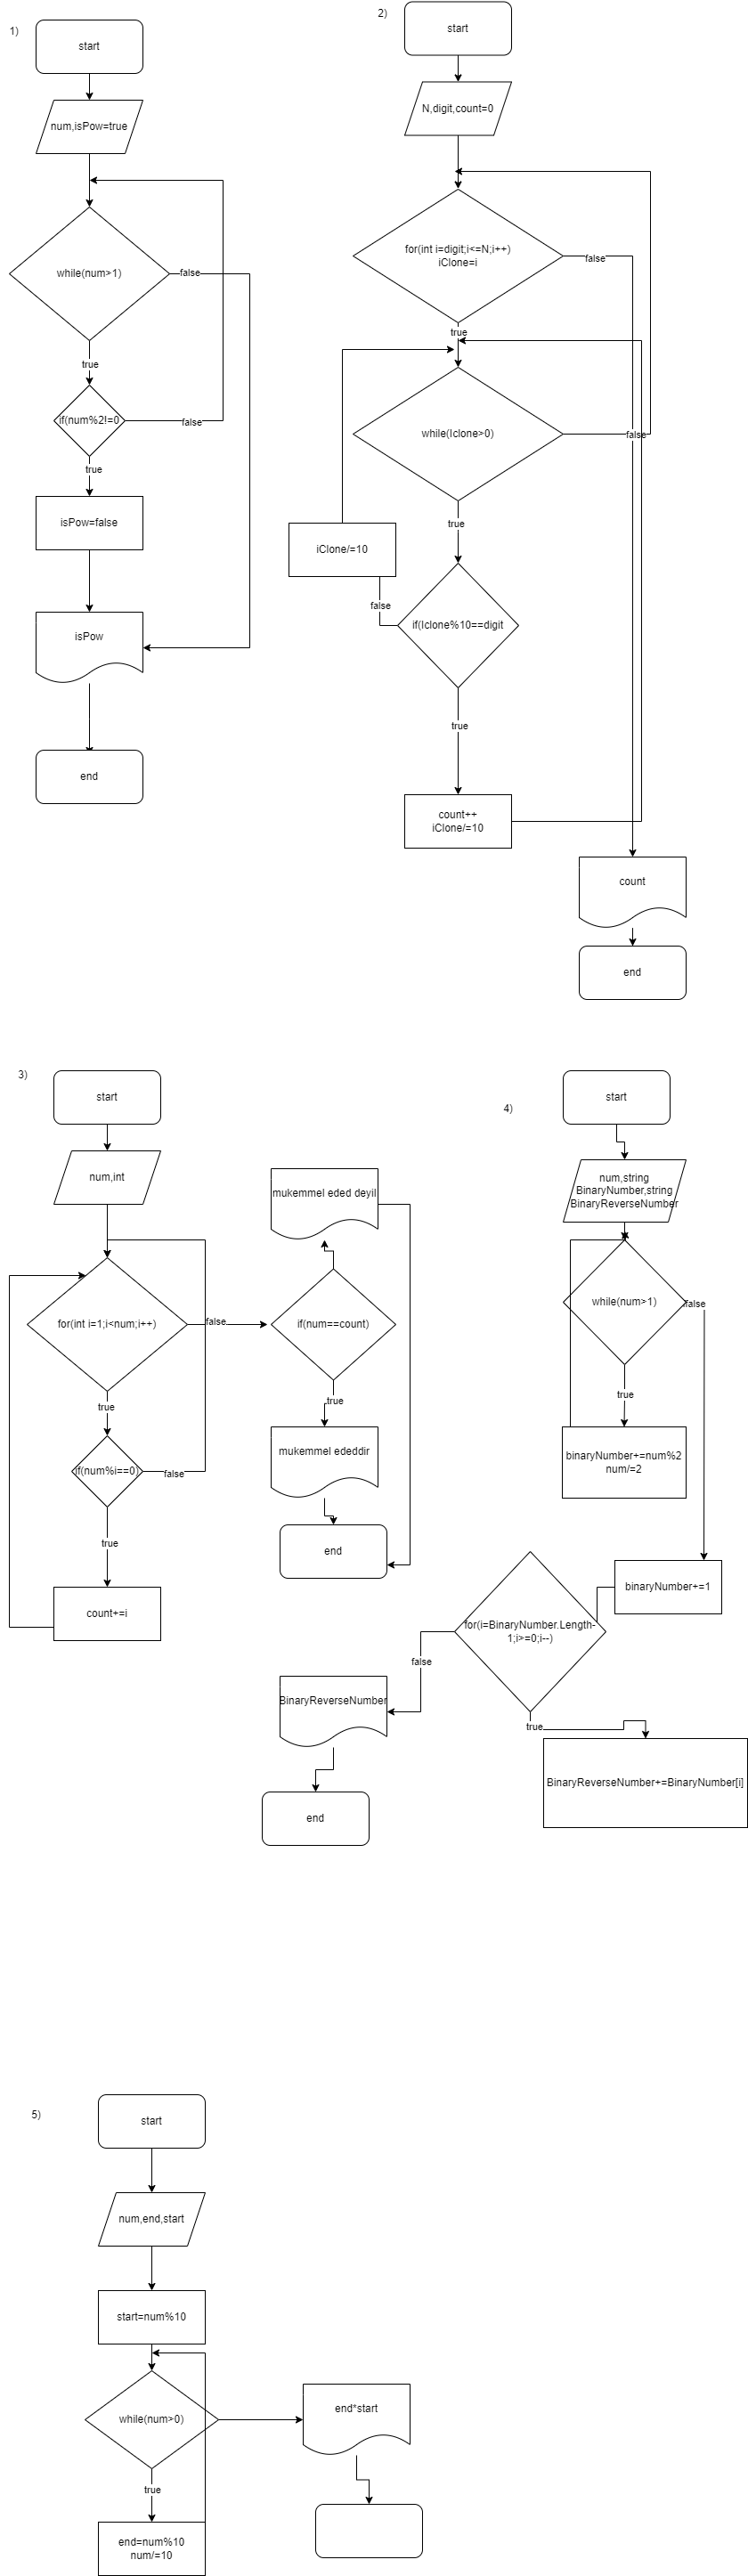 1)
start
num,isPow=true
while(num>1)
false
true
if(num%2!=0
false
true
isPow=false
isPow
end
2)
start
N,digit,count=0
for(int i=digit;i<=N;i++)
iClone=i
false
true
while(Iclone>0)
false
true
iClone/=10
false
if(Iclone%10==digit
true
count++
iClone/=10
count
end
3)
start
num,int
for(int i=1;i<num;i++)
false
true
if(num%i==0)
false
true
count+=i
mukemmel eded deyil
if(num==count)
true
mukemmel ededdir
end
4)
start
num,string
BinaryNumber,string
BinaryReverseNumber
while(num>1)
false
true
binaryNumber+=num%2
num/=2
binaryNumber+=1
for(i=BinaryNumber.Length-
1;i>=0;i--)
false
true
BinaryReverseNumber
BinaryReverseNumber+=BinaryNumber[i]
end
5)
start
num,end,start
start=num%10
while(num>0)
true
end=num%10
num/=10
end*start